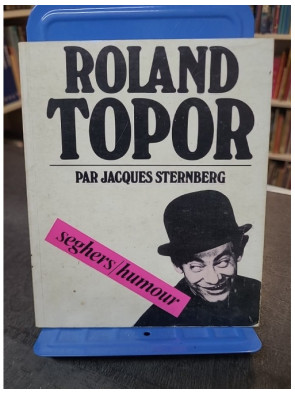 ROLAND
TOPOR
PAR JACQUES STERNBERG
seghers/humour